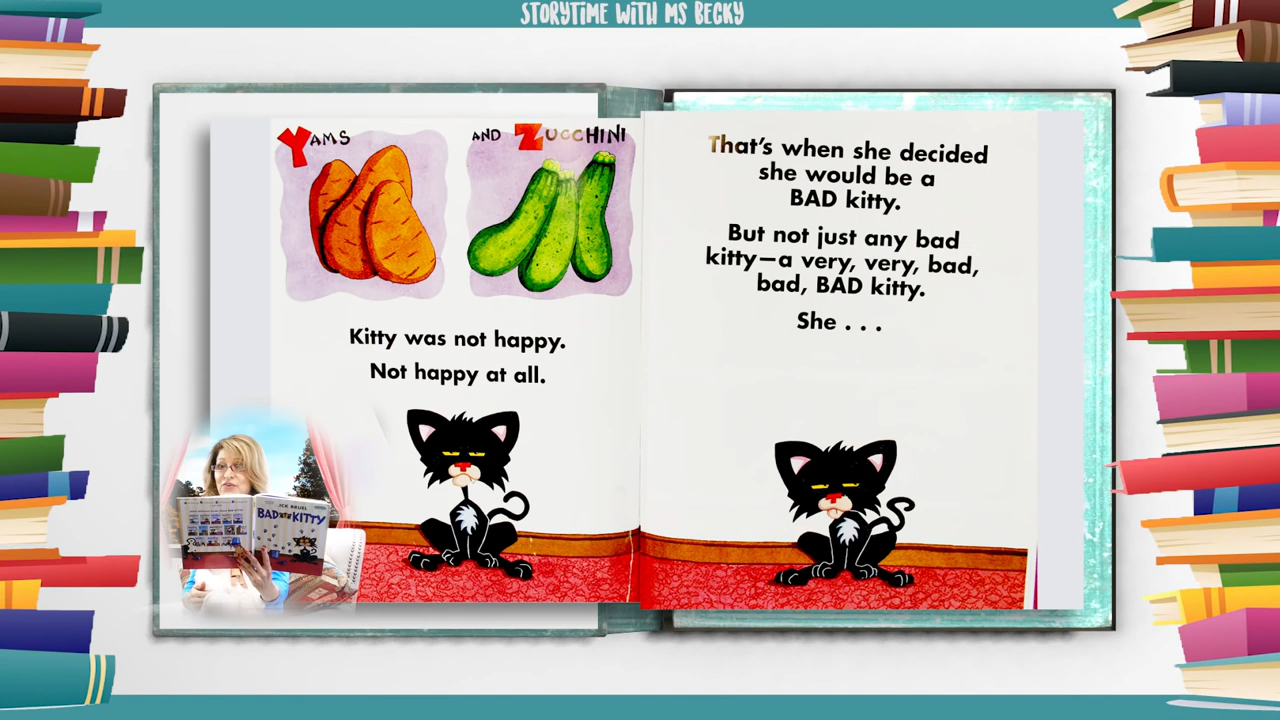 STORYTIME WITH MS BECKY
YAMS
AND ZUCCHINI
Kitty was not happy.
Not happy at all.
That's when she decided
she would be a
BAD kitty.
But not just any bad
kitty—a very, very, bad,
bad, BAD kitty.
She . . .
BAD KITTY